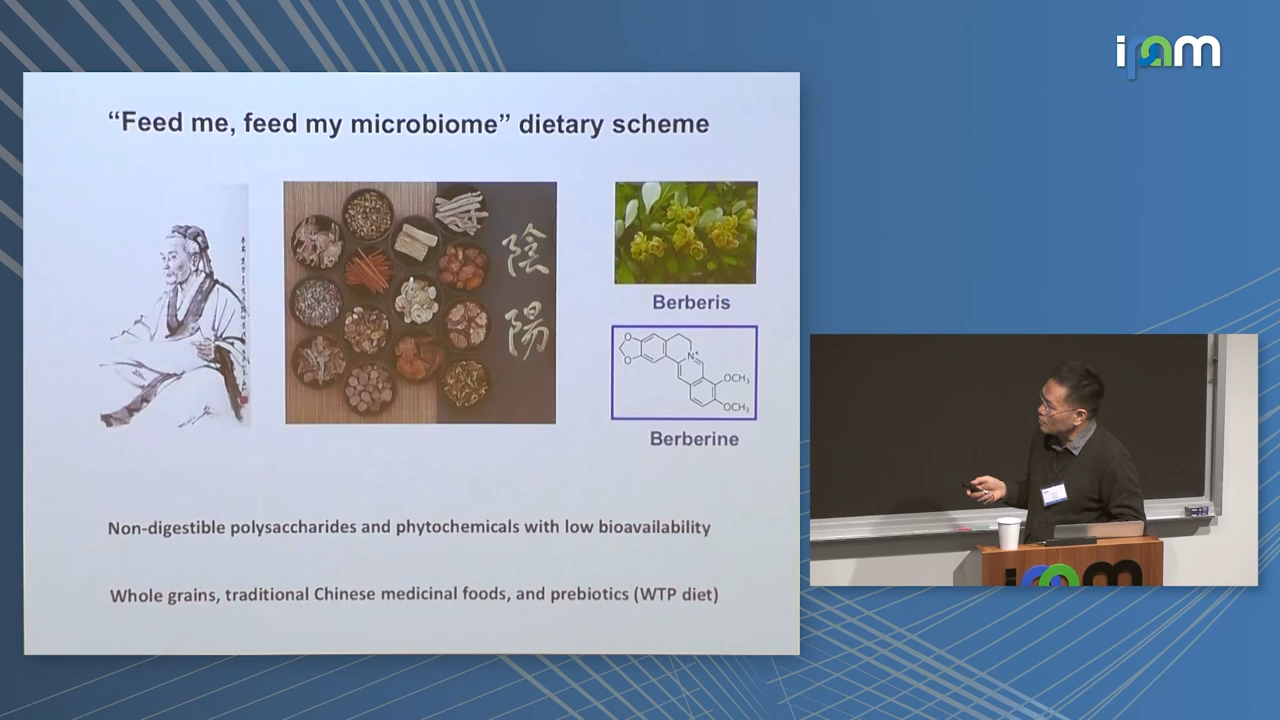 ipam
“Feed me, feed my microbiome” dietary scheme
陰
陽
Berberis
O
O
N+
OCH3
OCH3
Berberine
Non-digestible polysaccharides and phytochemicals with low bioavailability
Whole grains, traditional Chinese medicinal foods, and prebiotics (WTP diet)
ipam